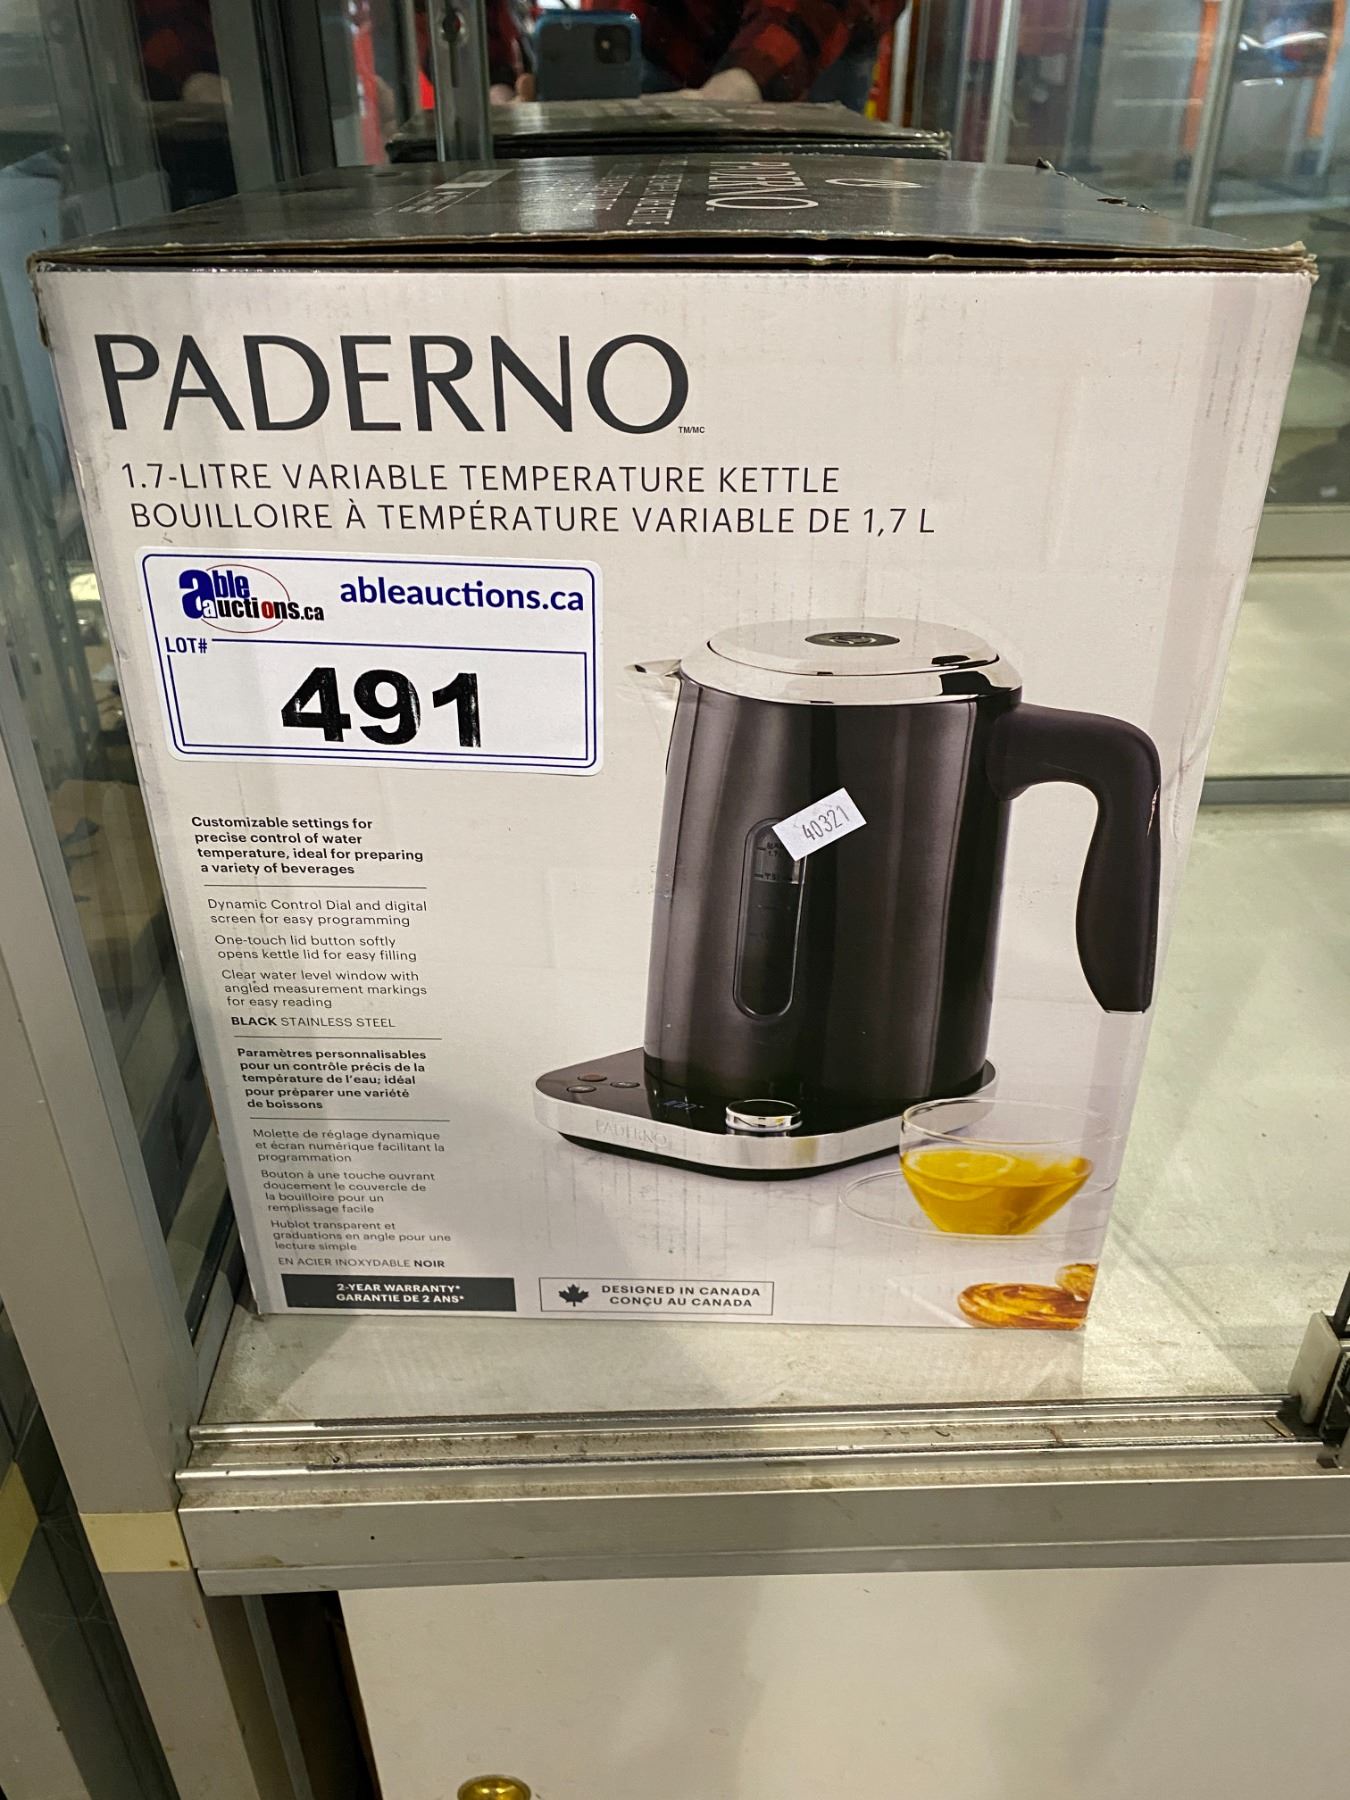 PADERNO
PADERNO
TM/MC
1.7-LITRE VARIABLE TEMPERATURE KETTLE
BOUILLOIRE À TEMPÉRATURE VARIABLE DE 1,7 L
able auctions.ca
ableauctions.ca
LOT#
491
40321
Customizable settings for
precise control of water
temperature, ideal for preparing
a variety of beverages
Dynamic Control Dial and digital
screen for easy programming
One-touch lid button softly
opens kettle lid for easy filling
Clear water level window with
angled measurement markings
for easy reading
BLACK STAINLESS STEEL
Paramètres personnalisables
pour un contrôle précis de la
température de l'eau; idéal
pour préparer une variété
de boissons
Molette de réglage dynamique
et écran numérique facilitant la
programmation
Bouton à une touche ouvrant
doucement le couvercle de
la bouilloire pour un
remplissage facile
Hublot transparent et
graduations en angle pour une
lecture simple
EN ACIER INOXYDABLE NOIR
PADERNO
2-YEAR WARRANTY*
GARANTIE DE 2 ANS*
DESIGNED IN CANADA
CONÇU AU CANADA